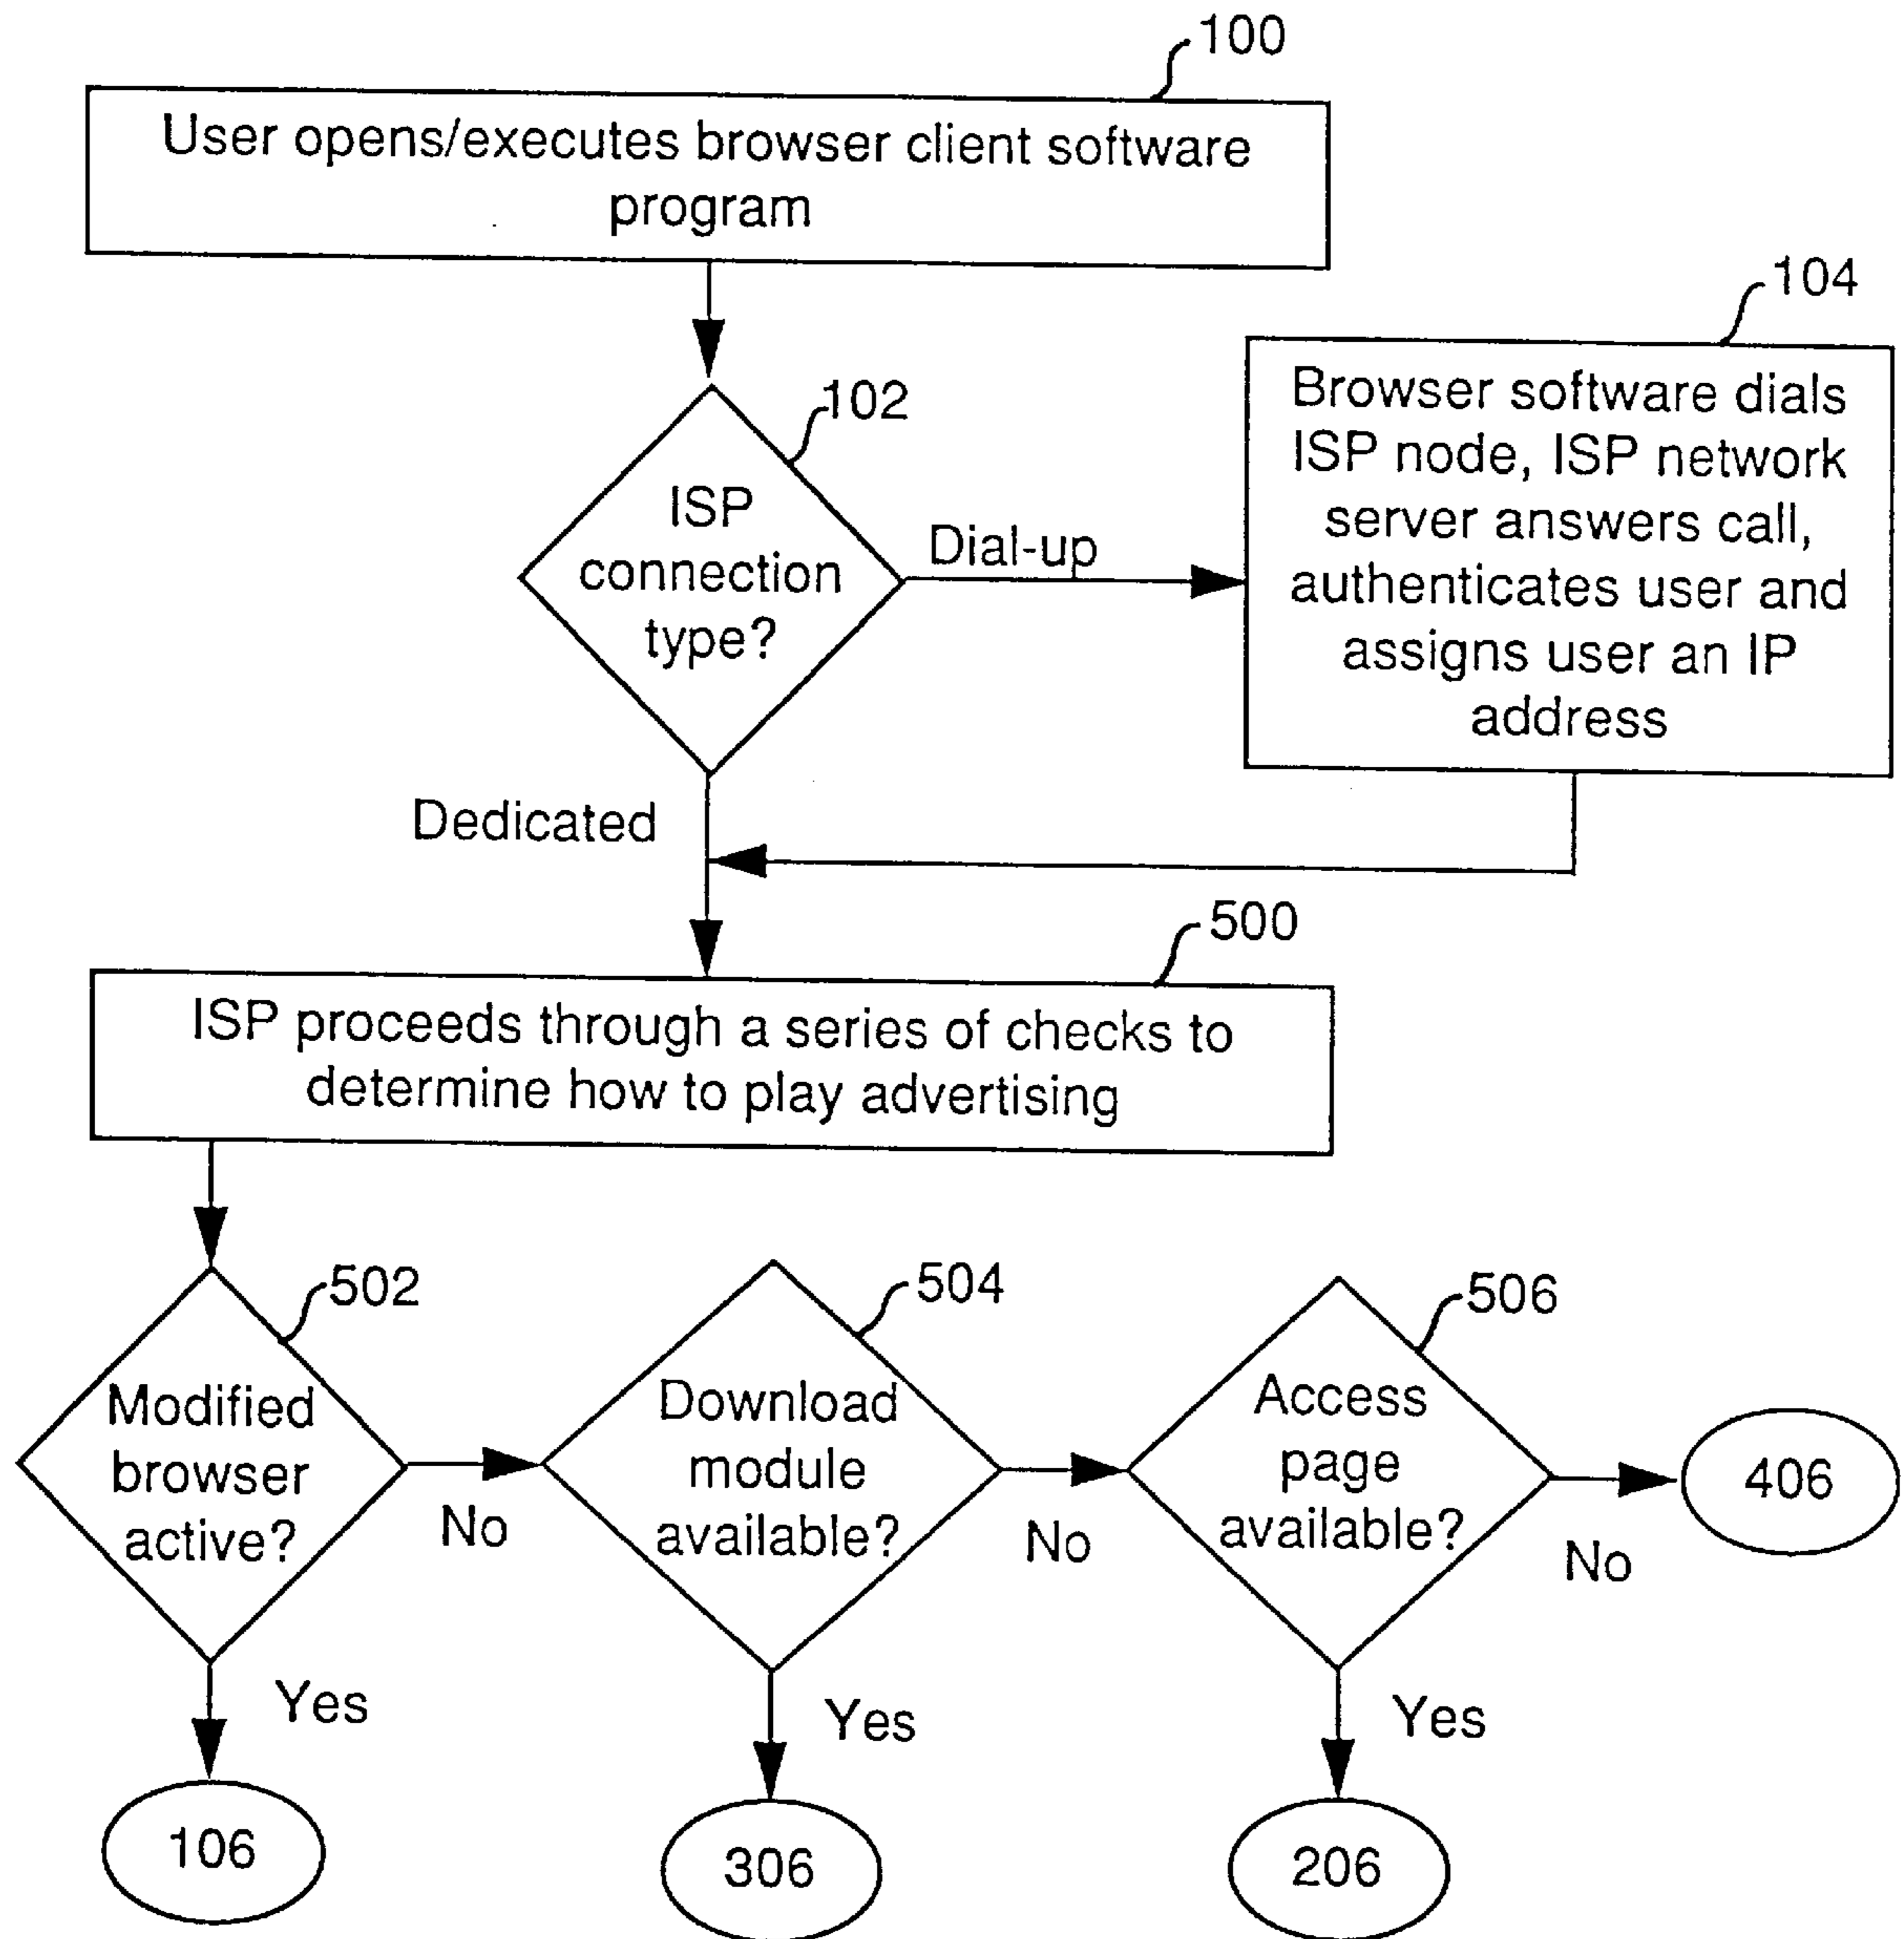 100
User opens/executes browser client software
program
104
102
Browser software dials
ISP node, ISP network
server answers call,
authenticates user and
assigns user an IP
address
ISP
connection
type?
Dial-up
Dedicated
500
ISP proceeds through a series of checks to
determine how to play advertising
502
504
506
Modified
browser
active?
No
Download
module
available?
No
Access
page
available?
No
406
Yes
Yes
Yes
106
306
206